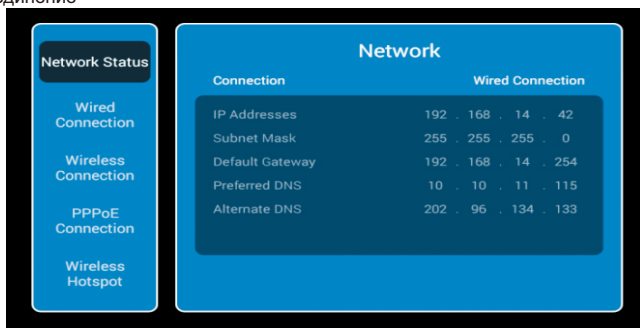 Network Status
Wired
Connection
Wireless
Connection
PPPoE
Connection
Wireless
Hotspot
Network
Connection Wired Connection
IP Addresses 192 . 168 . 14 . 42
Subnet Mask 255 . 255 . 255 . 0
Default Gateway 192 . 168 . 14 . 254
Preferred DNS 10 . 10 . 11 . 115
Alternate DNS 202 . 96 . 134 . 133